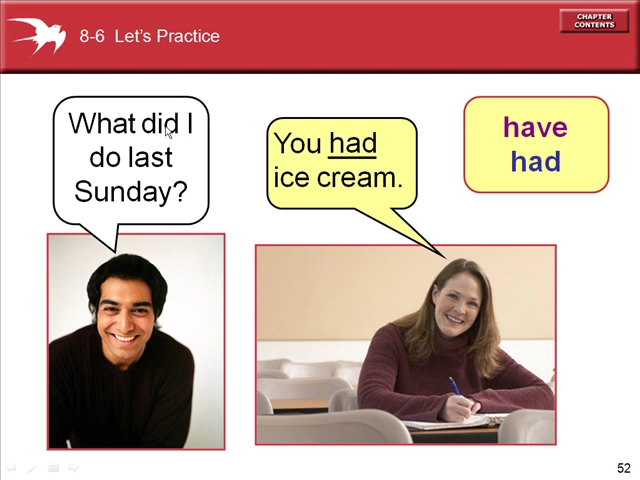 8-6 Let's Practice
CHAPTER
CONTENTS
What did I
do last
Sunday?
You had
ice cream.
have
had
52